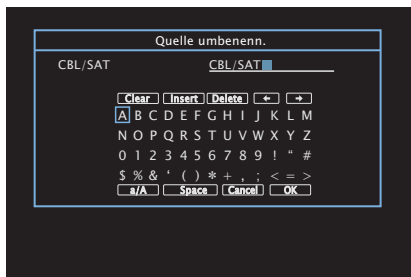 Quelle umbenenn.
CBL/SAT CBL/SAT
Clear Insert Delete ← →
A B C D E F G H I J K L M
N O P Q R S T U V W X Y Z
0 1 2 3 4 5 6 7 8 9 ! “ #
$ % & ‘ ( ) * + , ; < = >
a/A Space Cancel OK